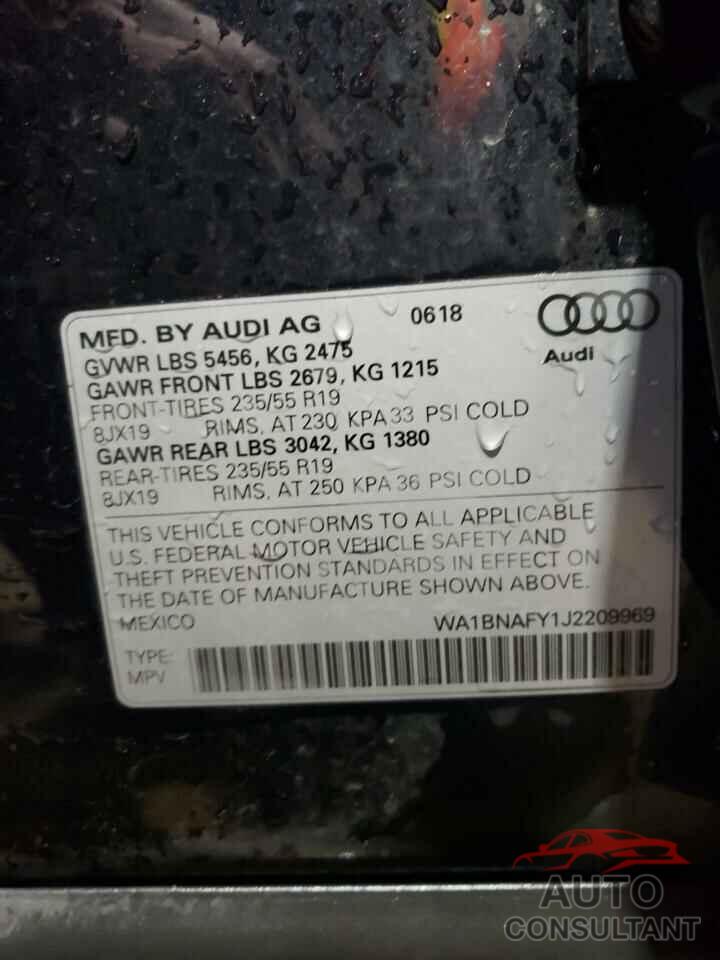 MFD. BY AUDI AG 0618
Audi
GVWR LBS 5456, KG 2475
GAWR FRONT LBS 2679, KG 1215
FRONT-TIRES 235/55 R19
8JX19 RIMS, AT 230 KPA 33 PSI COLD
GAWR REAR LBS 3042, KG 1380
REAR-TIRES 235/55 R19
8JX19 RIMS, AT 250 KPA 36 PSI COLD
THIS VEHICLE CONFORMS TO ALL APPLICABLE
U.S. FEDERAL MOTOR VEHICLE SAFETY AND
THEFT PREVENTION STANDARDS IN EFFECT ON
THE DATE OF MANUFACTURE SHOWN ABOVE.
MEXICO WA1BNAFY1J2209969
TYPE:
MPV
AUTO
CONSULTANT